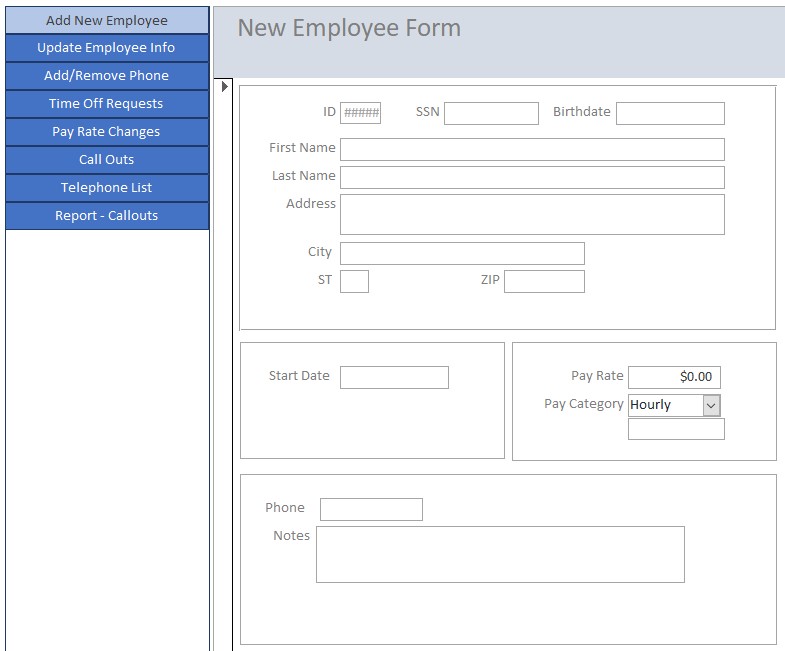 Add New Employee
Update Employee Info
Add/Remove Phone
Time Off Requests
Pay Rate Changes
Call Outs
Telephone List
Report - Callouts
New Employee Form
ID ##### SSN Birthdate
First Name
Last Name
Address
City
ST ZIP
Start Date
Pay Rate $0.00
Pay Category Hourly
Phone
Notes